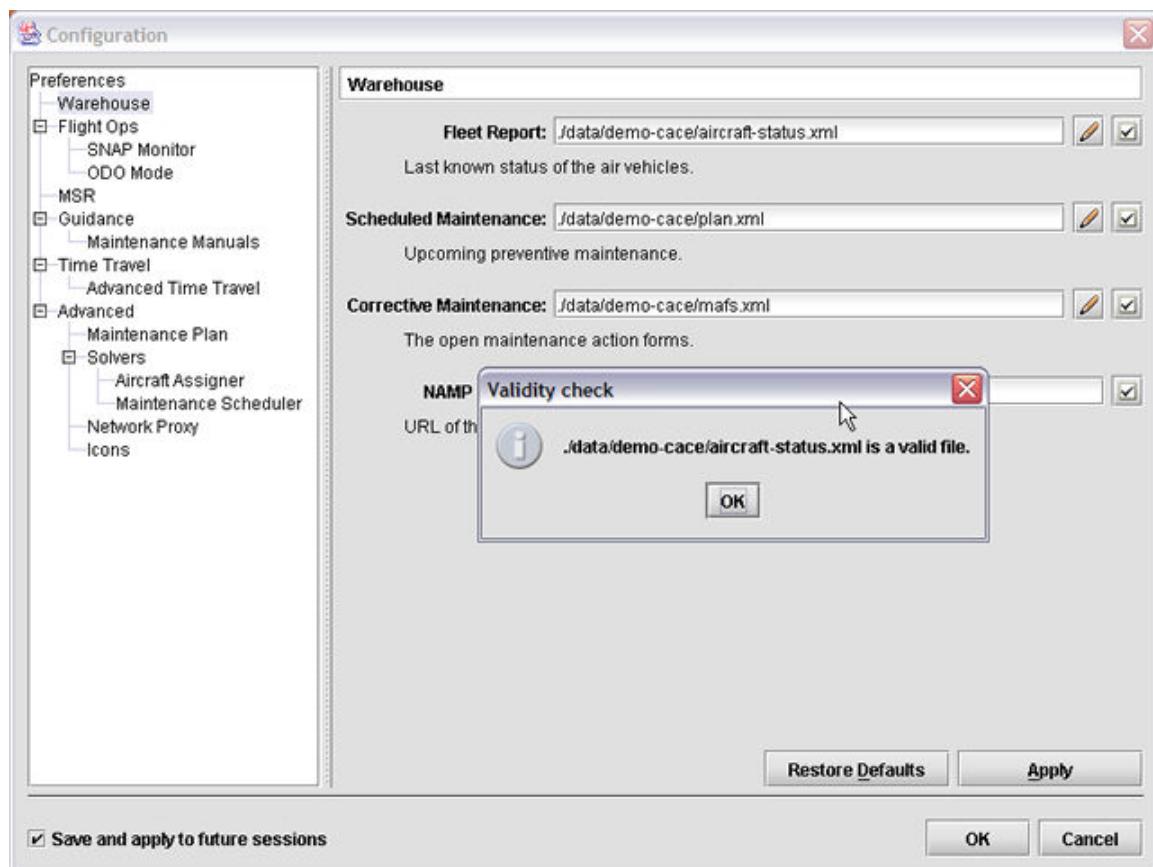 Configuration
Preferences
Warehouse
Flight Ops
SNAP Monitor
ODO Mode
MSR
Guidance
Maintenance Manuals
Time Travel
Advanced Time Travel
Advanced
Maintenance Plan
Solvers
Aircraft Assigner
Maintenance Scheduler
Network Proxy
Icons
Warehouse
Fleet Report: ./data/demo-cace/aircraft-status.xml
Last known status of the air vehicles.
Scheduled Maintenance: ./data/demo-cace/plan.xml
Upcoming preventive maintenance.
Corrective Maintenance: ./data/demo-cace/mafs.xml
The open maintenance action forms.
NAMP
URL of th
Validity check
./data/demo-cace/aircraft-status.xml is a valid file.
OK
Restore Defaults Apply
Save and apply to future sessions OK Cancel